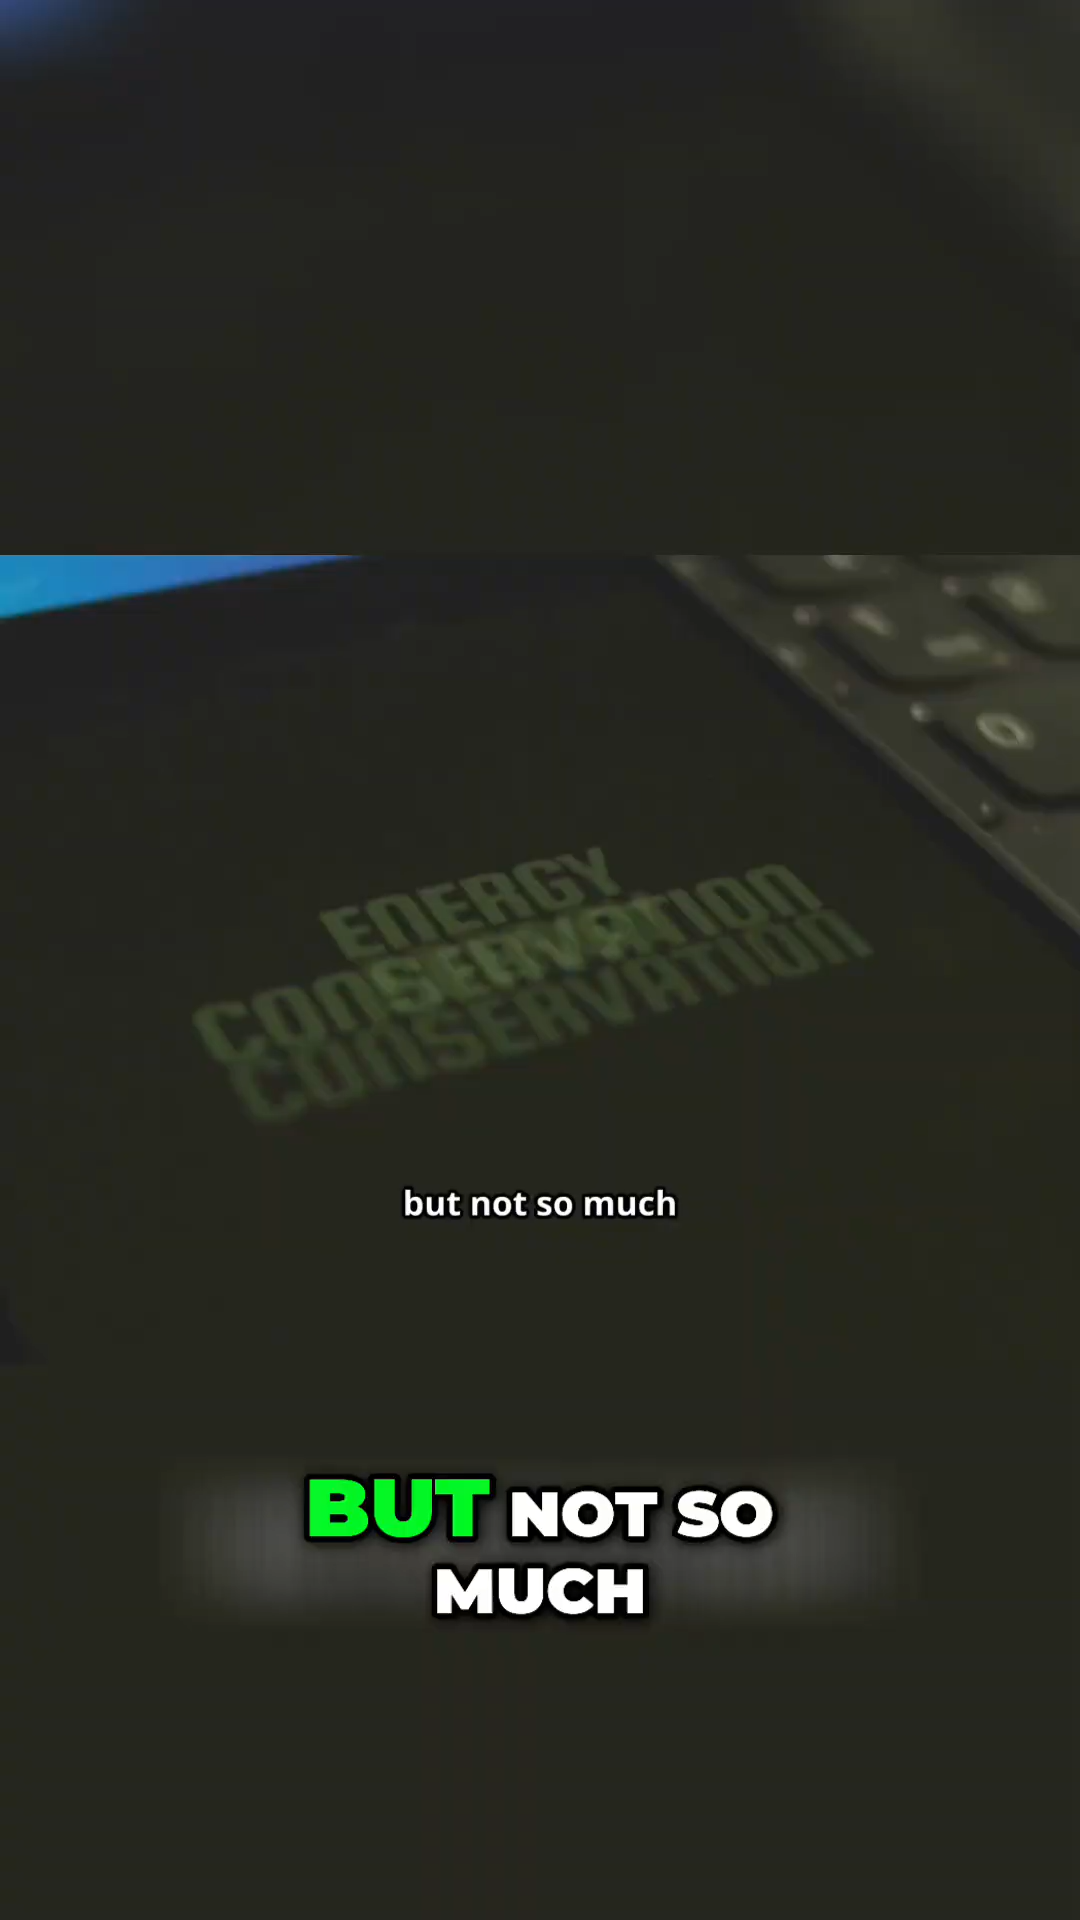 O
ENERGY
CONSERVATION
CONSERVATION
but not so much
BUT NOT SO
MUCH